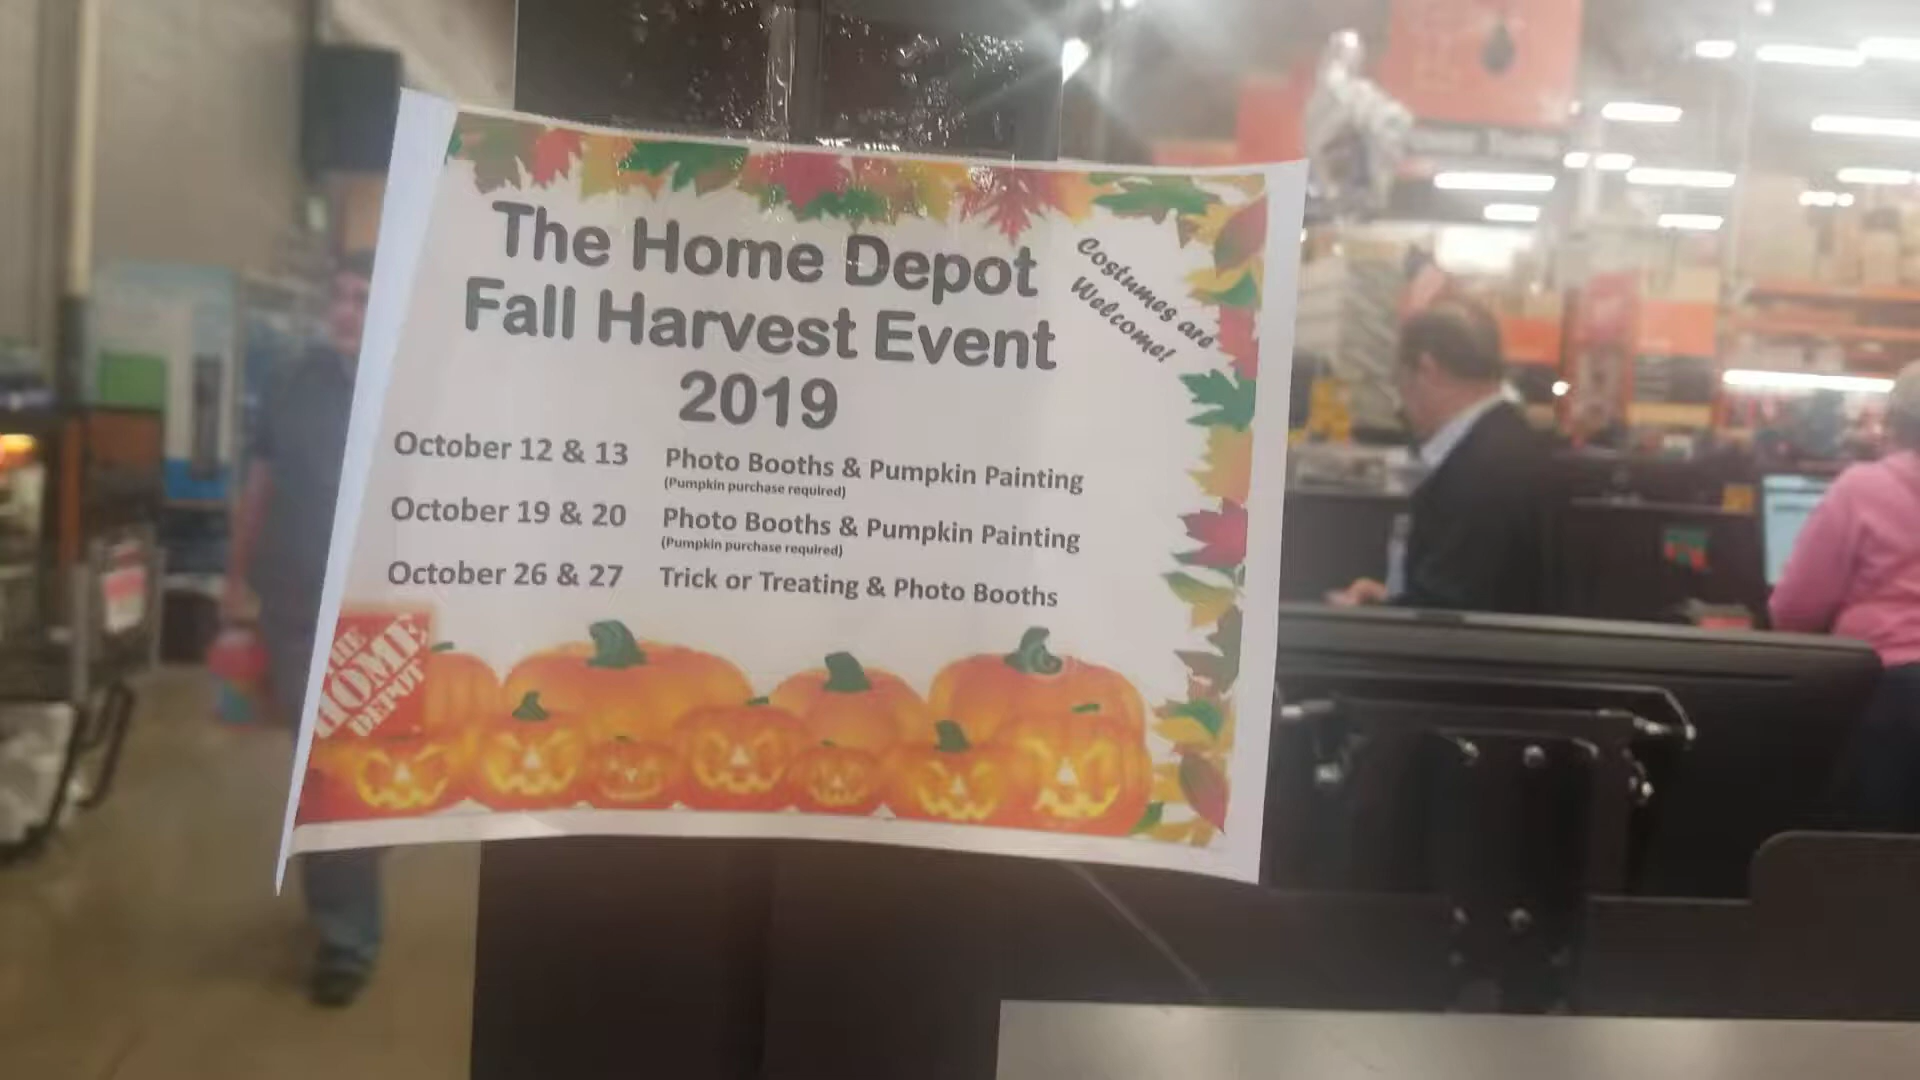 The Home Depot
Fall Harvest Event
2019
Costumes are
Welcome!
October 12 & 13 Photo Booths & Pumpkin Painting
(Pumpkin purchase required)
October 19 & 20 Photo Booths & Pumpkin Painting
(Pumpkin purchase required)
October 26 & 27 Trick or Treating & Photo Booths
THE
HOME
DEPOT